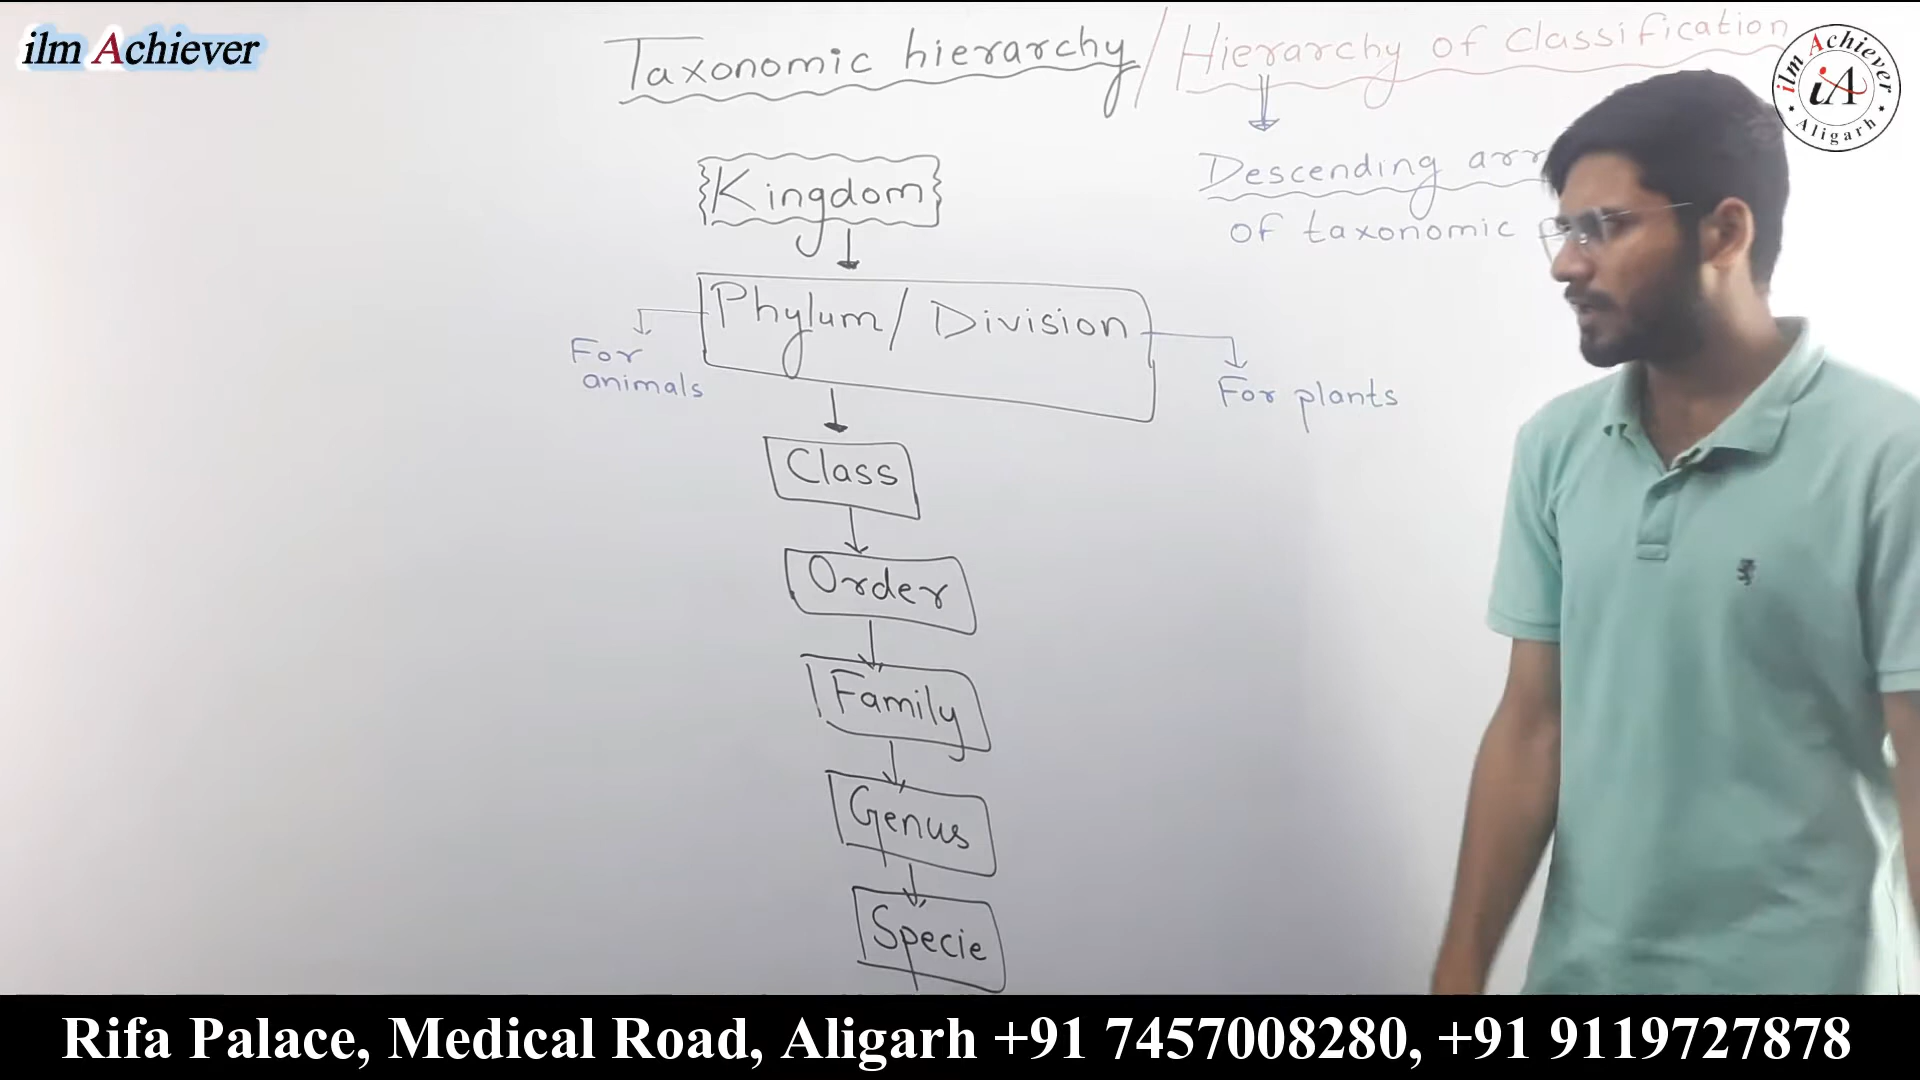 ilm Achiever
Taxonomic hierarchy / Hierarchy of Classification
ilm Achiever
iA
Aligarh
Kingdom
Descending
of taxonomic
Phylum / Division
For
animals
For plants
Class
Order
Family
Genus
Specie
Rifa Palace, Medical Road, Aligarh +91 7457008280, +91 9119727878